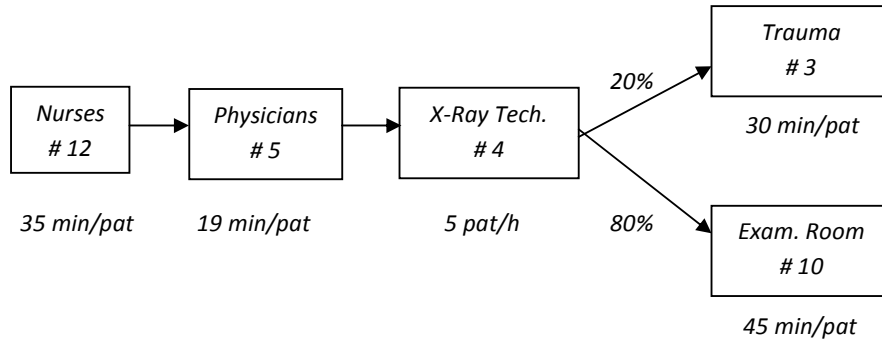 Nurses
# 12
35 min/pat
Physicians
# 5
19 min/pat
X-Ray Tech.
# 4
5 pat/h
20%
80%
Trauma
# 3
30 min/pat
Exam. Room
# 10
45 min/pat